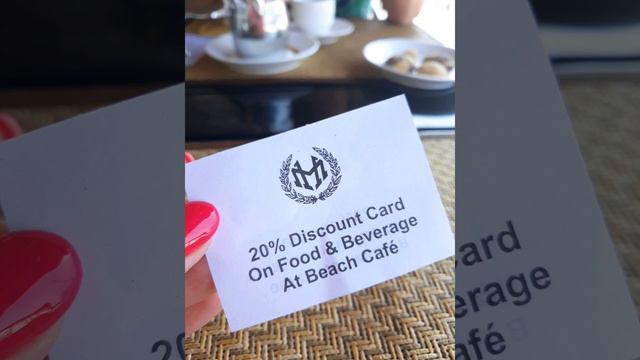 20% Discount Card
On Food & Beverage
At Beach Café